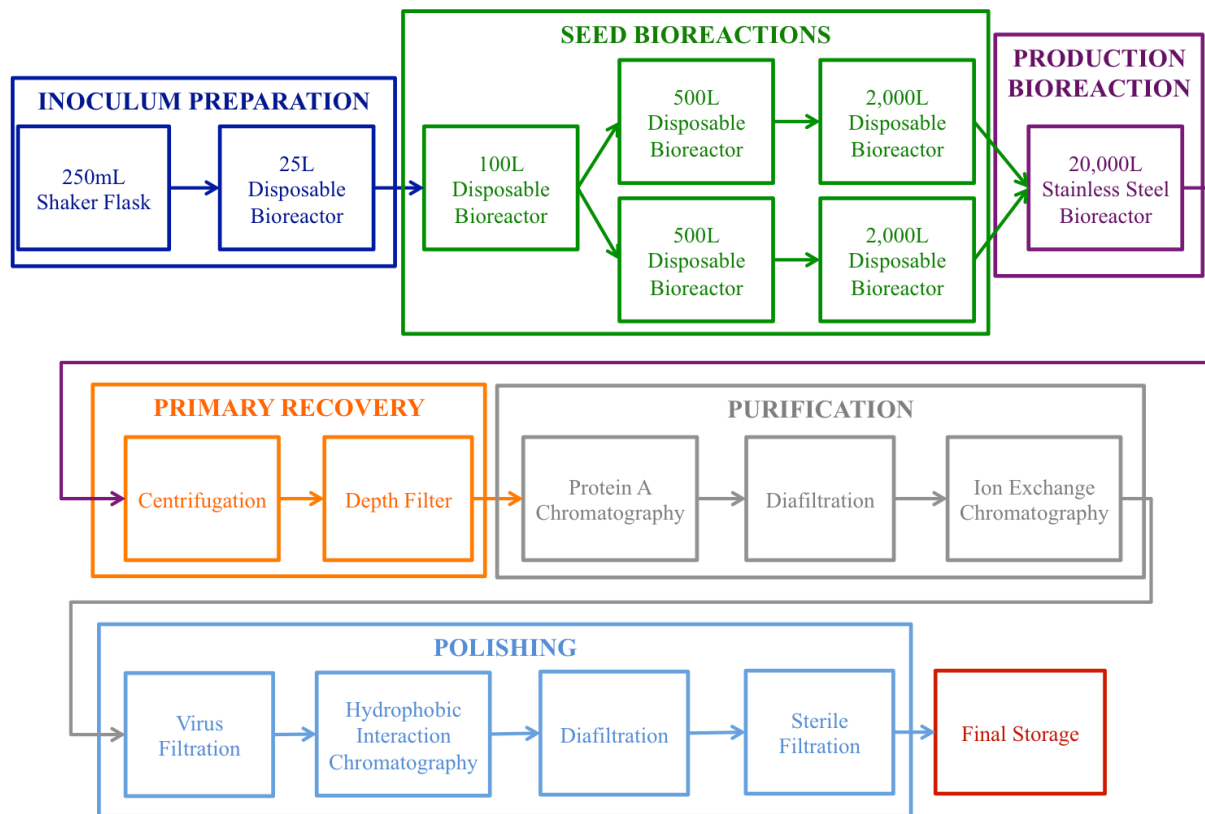 SEED BIOREACTIONS
PRODUCTION
BIOREACTION
INOCULUM PREPARATION
250mL
Shaker Flask
25L
Disposable
Bioreactor
100L
Disposable
Bioreactor
500L
Disposable
Bioreactor
2,000L
Disposable
Bioreactor
500L
Disposable
Bioreactor
2,000L
Disposable
Bioreactor
20,000L
Stainless Steel
Bioreactor
PRIMARY RECOVERY
Centrifugation
Depth Filter
PURIFICATION
Protein A
Chromatography
Diafiltration
Ion Exchange
Chromatography
POLISHING
Virus
Filtration
Hydrophobic
Interaction
Chromatography
Diafiltration
Sterile
Filtration
Final Storage